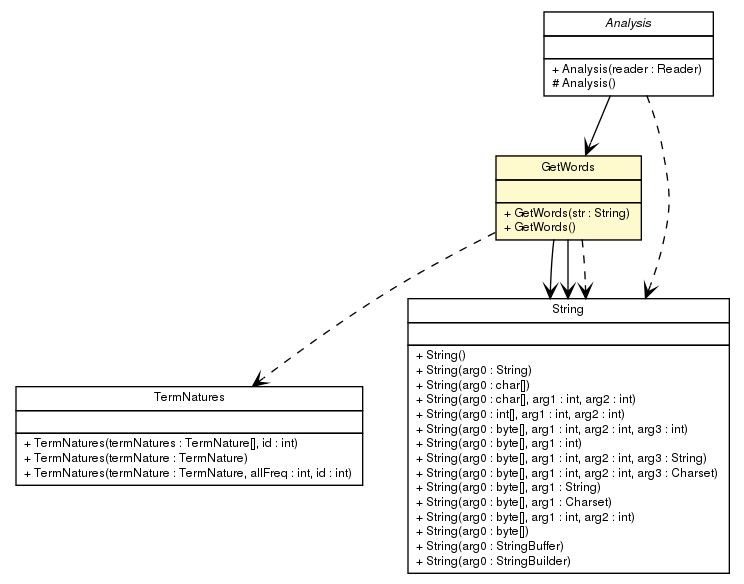 Analysis
+ Analysis(reader : Reader)
# Analysis()
GetWords
+ GetWords(str : String)
+ GetWords()
String
+ String()
+ String(arg0 : String)
+ String(arg0 : char[])
+ String(arg0 : char[], arg1 : int, arg2 : int)
+ String(arg0 : int[], arg1 : int, arg2 : int)
+ String(arg0 : byte[], arg1 : int, arg2 : int, arg3 : int)
+ String(arg0 : byte[], arg1 : int)
+ String(arg0 : byte[], arg1 : int, arg2 : int, arg3 : String)
+ String(arg0 : byte[], arg1 : int, arg2 : int, arg3 : Charset)
+ String(arg0 : byte[], arg1 : String)
+ String(arg0 : byte[], arg1 : Charset)
+ String(arg0 : byte[], arg1 : int, arg2 : int)
+ String(arg0 : byte[])
+ String(arg0 : StringBuffer)
+ String(arg0 : StringBuilder)
TermNatures
+ TermNatures(termNatures : TermNature[], id : int)
+ TermNatures(termNature : TermNature)
+ TermNatures(termNature : TermNature, allFreq : int, id : int)